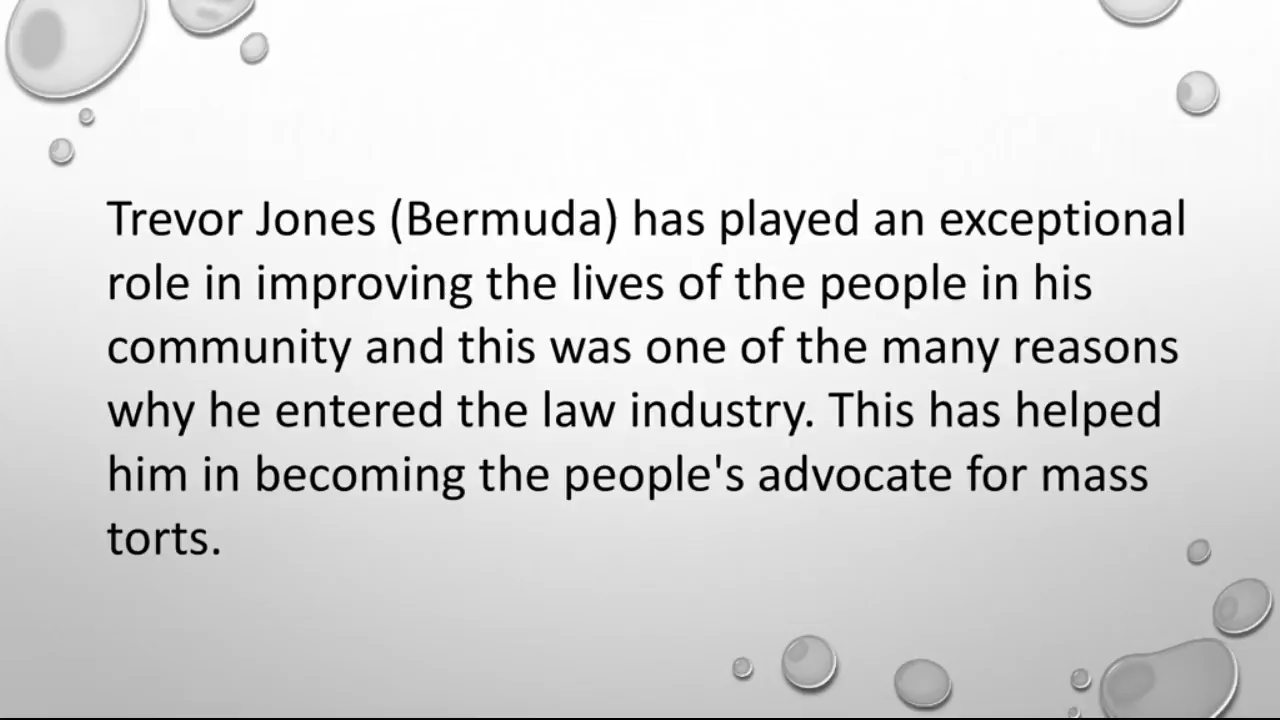 Trevor Jones (Bermuda) has played an exceptional
role in improving the lives of the people in his
community and this was one of the many reasons
why he entered the law industry. This has helped
him in becoming the people's advocate for mass
torts.